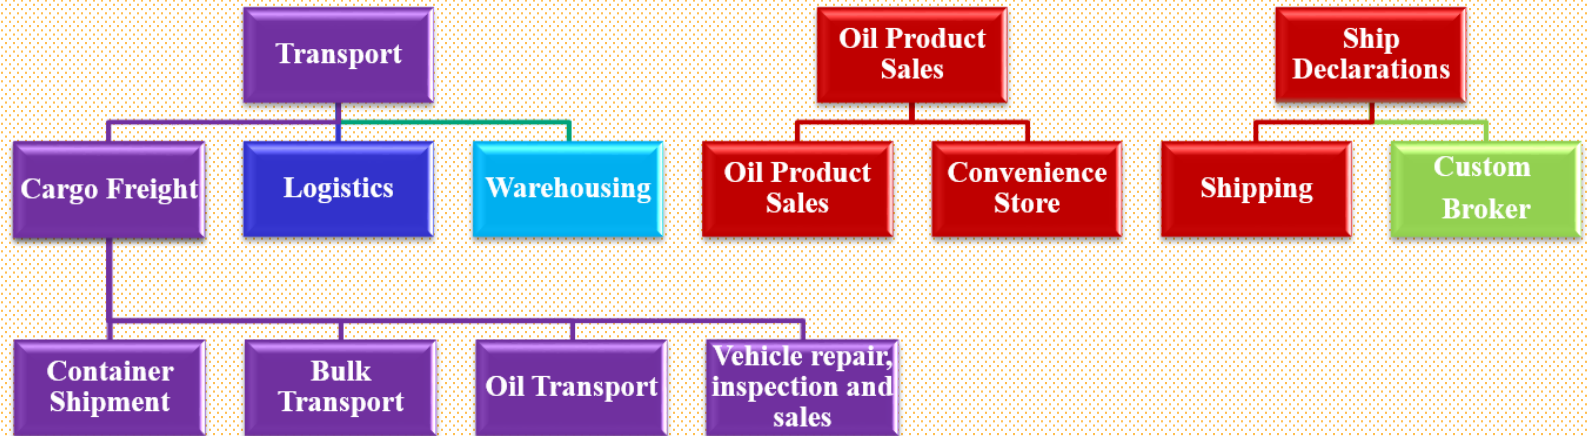 Transport
Oil Product
Sales
Ship
Declarations
Cargo Freight
Logistics
Warehousing
Oil Product
Sales
Convenience
Store
Shipping
Custom
Broker
Container
Shipment
Bulk
Transport
Oil Transport
Vehicle repair,
inspection and
sales